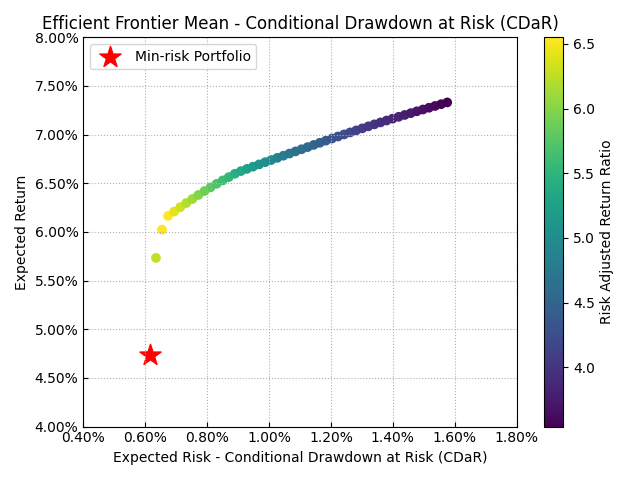 Efficient Frontier Mean - Conditional Drawdown at Risk (CDaR)
Min-risk Portfolio
Expected Return
8.00%
7.50%
7.00%
6.50%
6.00%
5.50%
5.00%
4.50%
4.00%
0.40% 0.60% 0.80% 1.00% 1.20% 1.40% 1.60% 1.80%
Expected Risk - Conditional Drawdown at Risk (CDaR)
6.5
6.0
5.5
5.0
4.5
4.0
Risk Adjusted Return Ratio